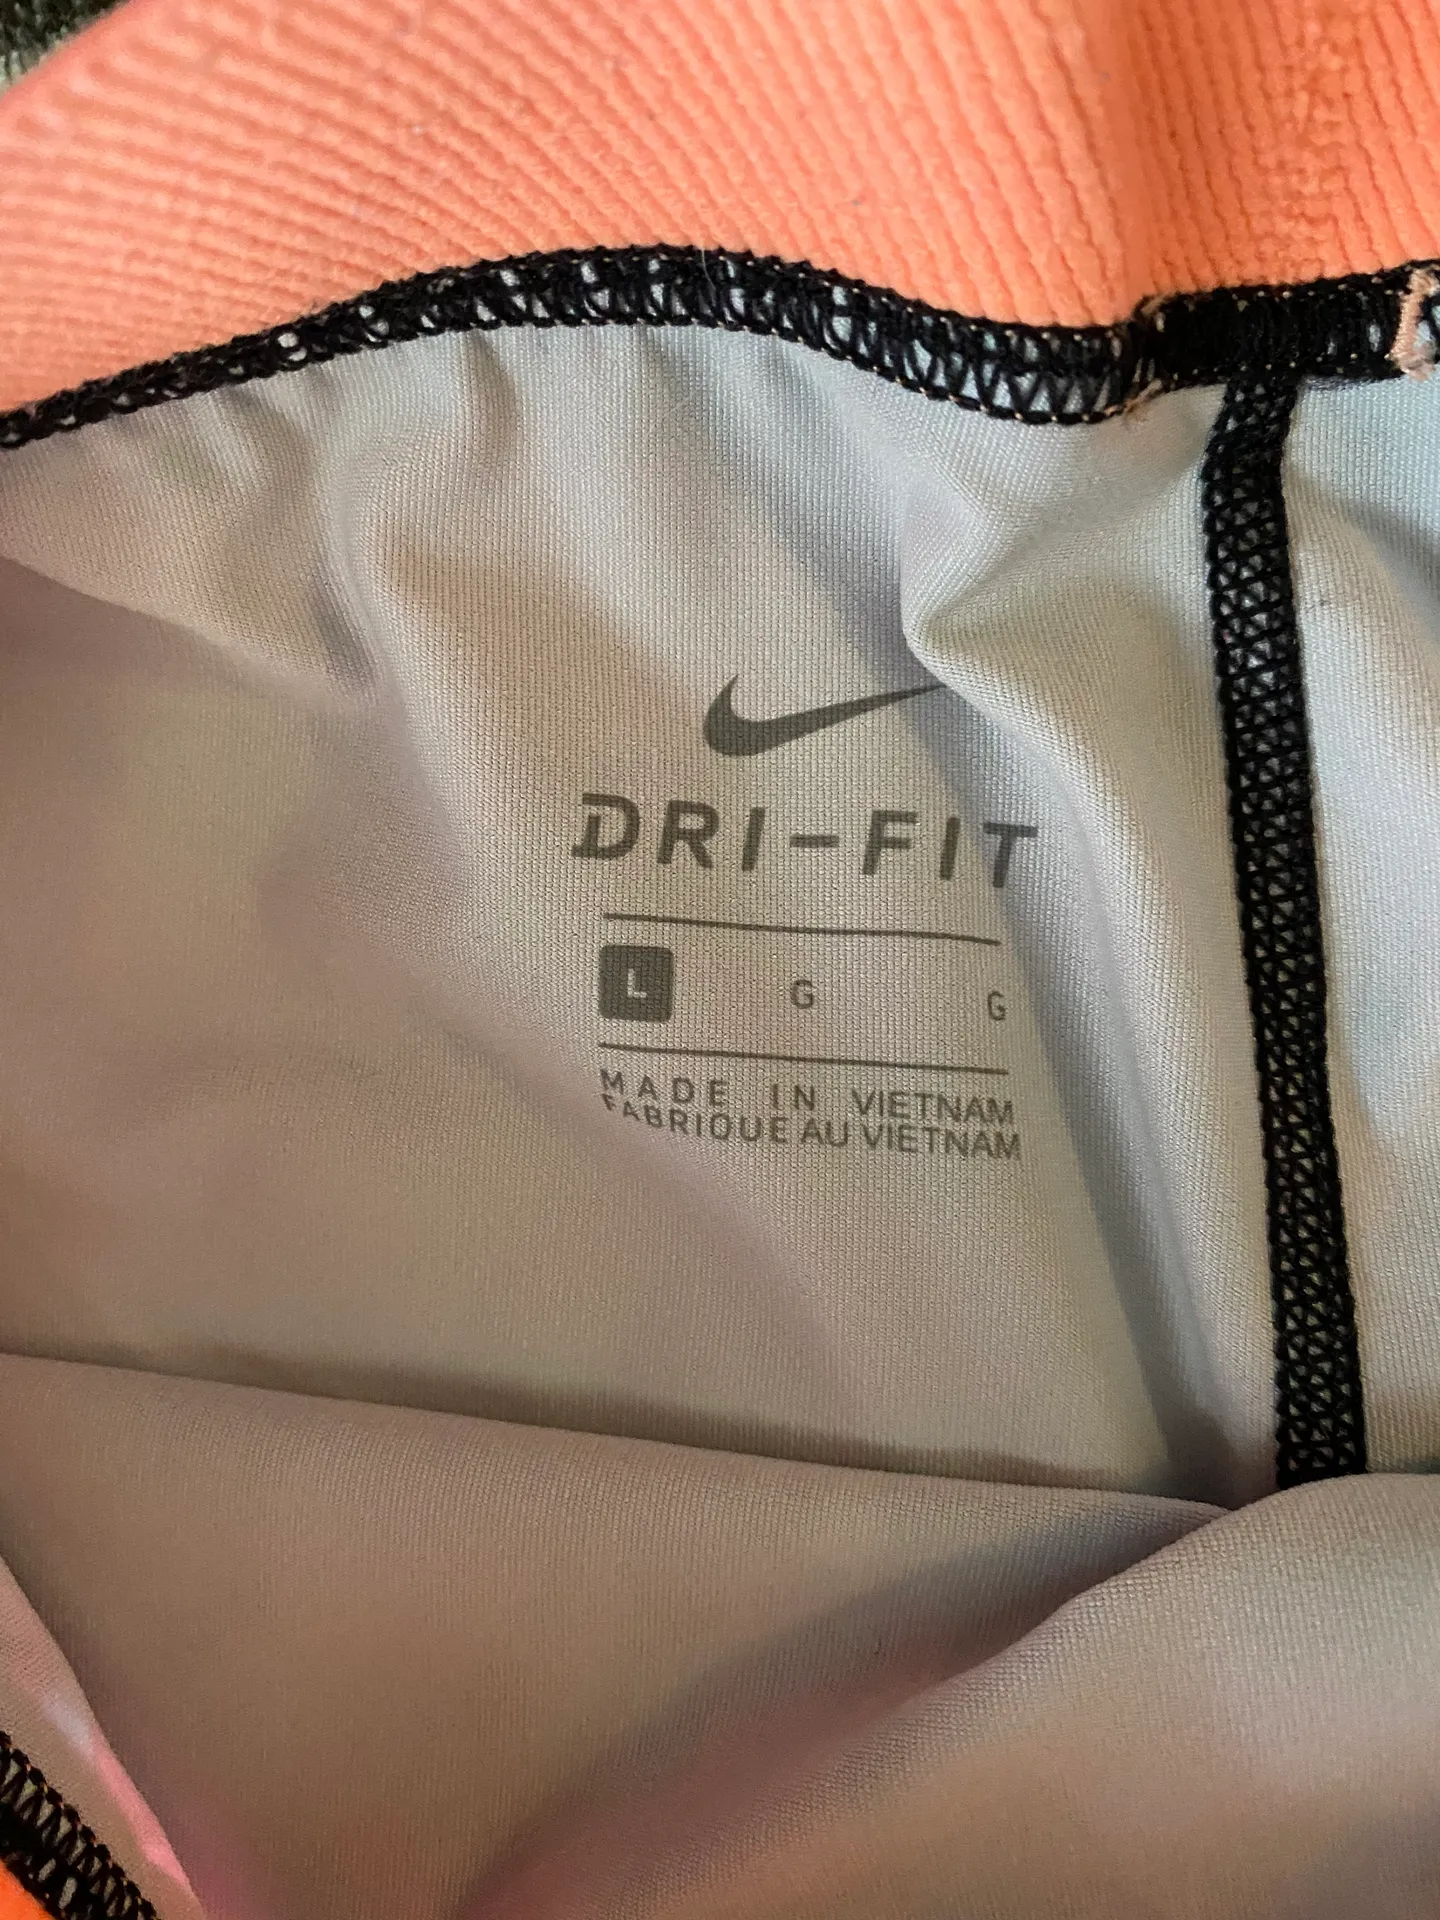 DRI-FIT
L G G
MADE IN VIETNAM
FABRIQUE AU VIETNAM